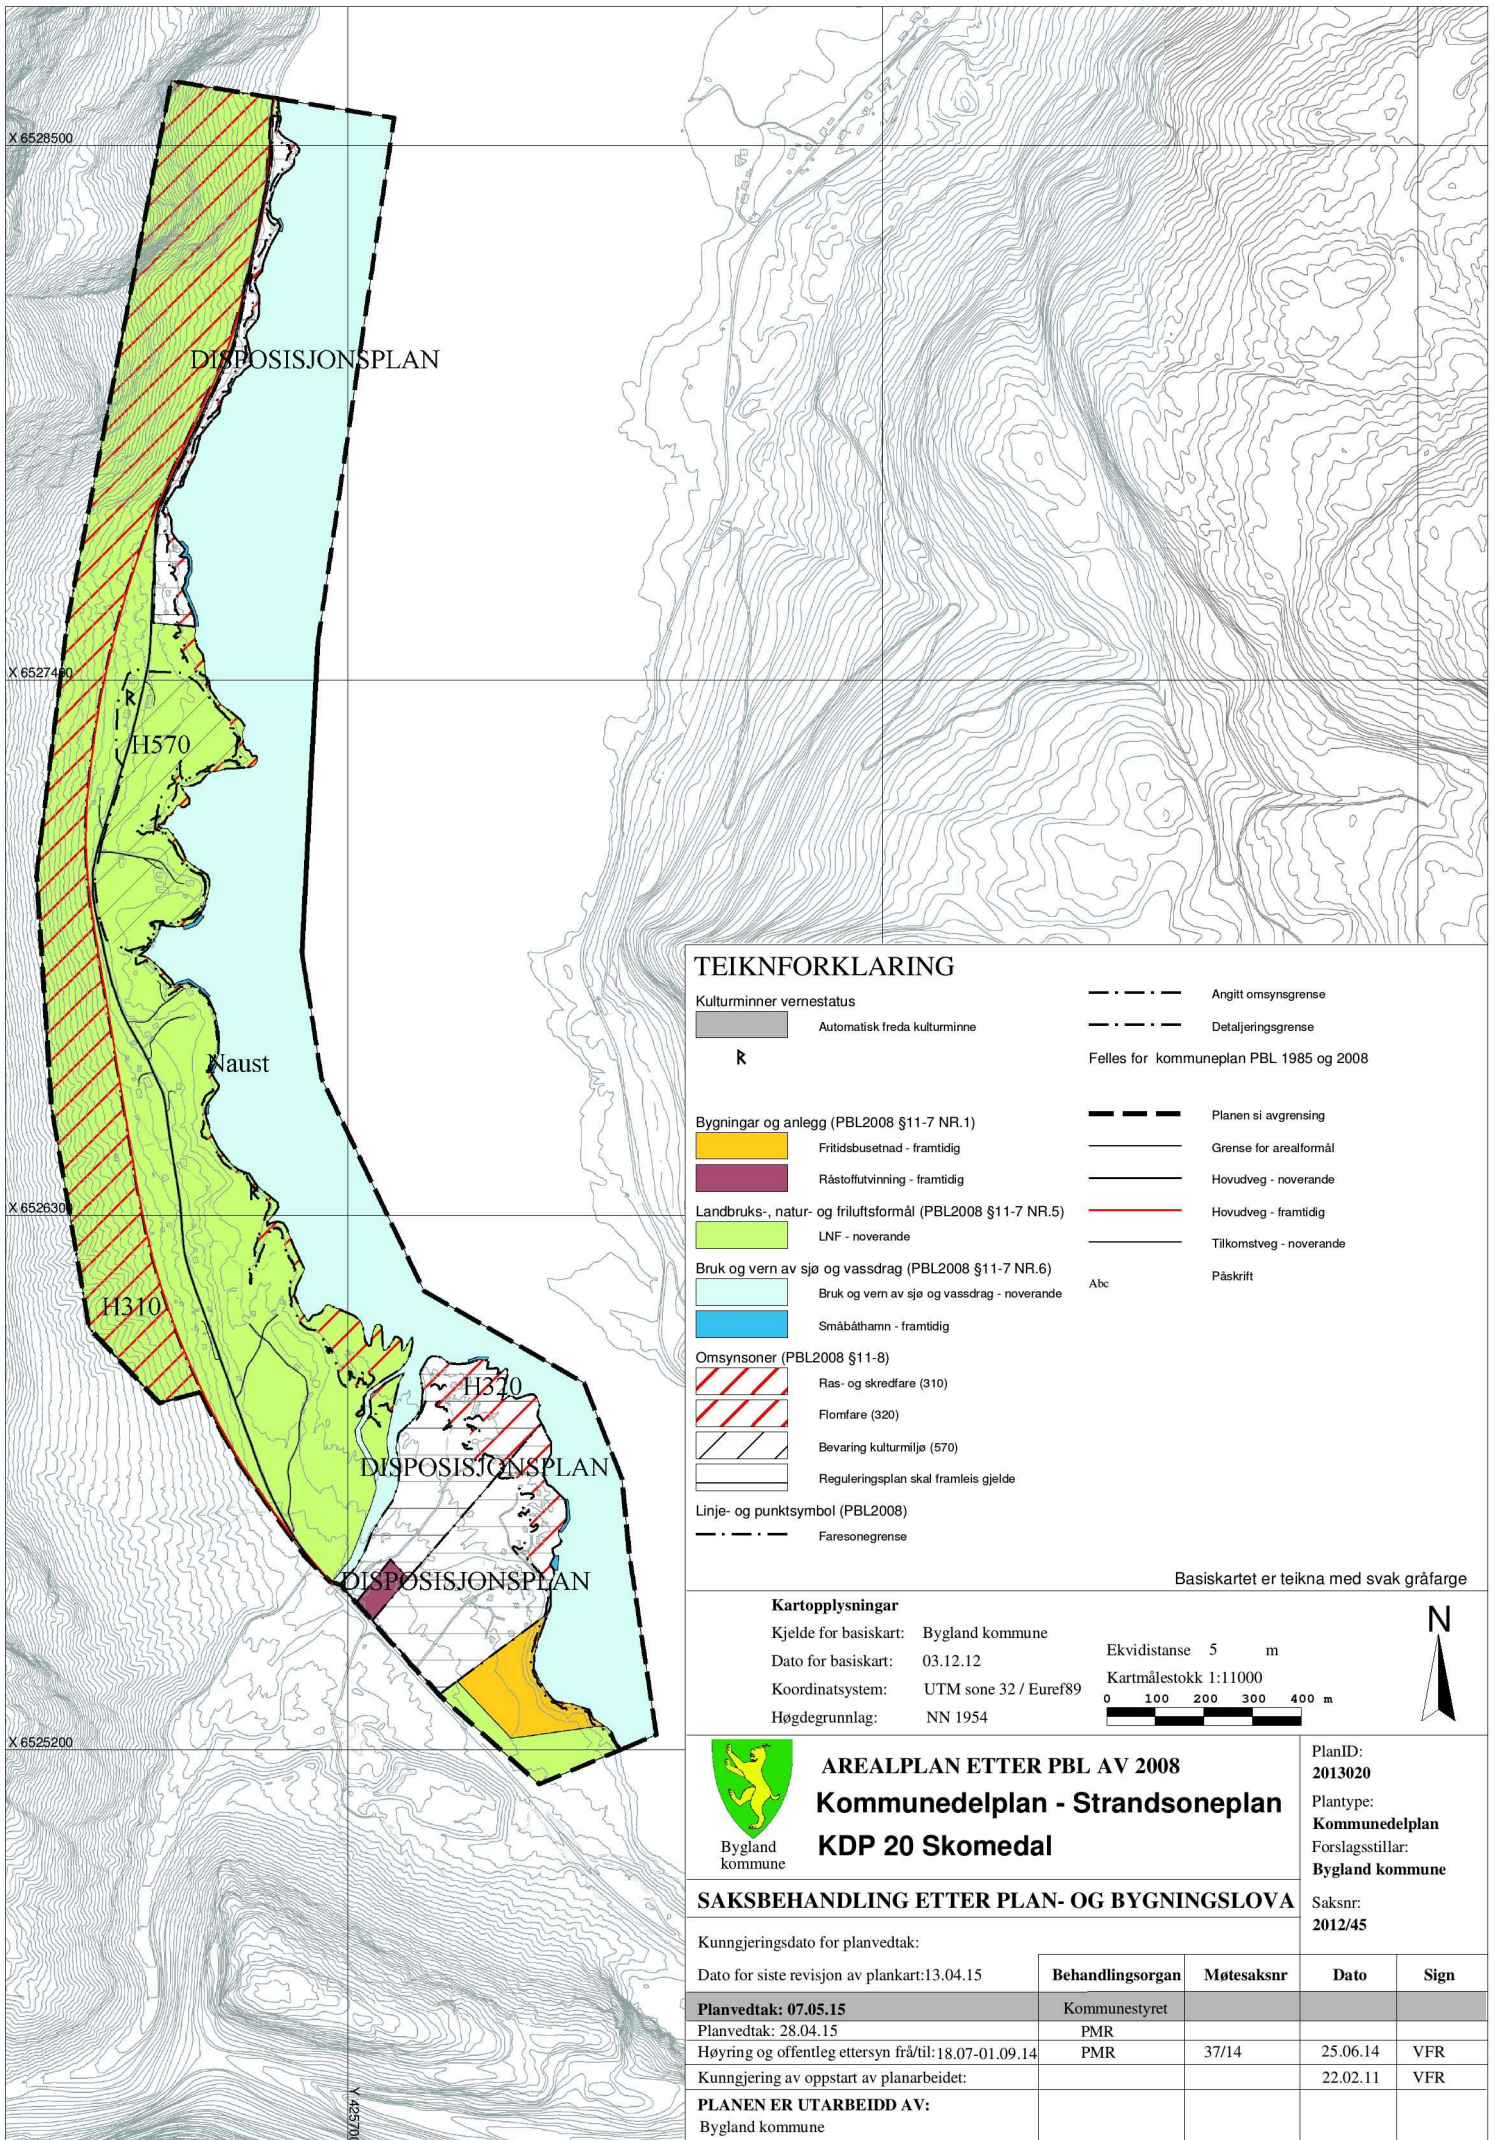 X 6528500
DISPOSISJONSPLAN
X 6527400
H570
Naust
X 6526300
H310
H320
DISPOSISJONSPLAN
DISPOSISJONSPLAN
X 6525200
Y 425700
TEIKNFORKLARING
Kulturminner vernestatus
Automatisk freda kulturminne
R
Bygningar og anlegg (PBL2008 §11-7 NR.1)
Fritidsbusetnad - framtidig
Råstoffutvinning - framtidig
Landbruks-, natur- og friluftsformål (PBL2008 §11-7 NR.5)
LNF - noverande
Bruk og vern av sjø og vassdrag (PBL2008 §11-7 NR.6)
Bruk og vern av sjø og vassdrag - noverande
Småbåthamn - framtidig
Omsynsoner (PBL2008 §11-8)
Ras- og skredfare (310)
Flomfare (320)
Bevaring kulturmiljø (570)
Reguleringsplan skal framleis gjelde
Linje- og punktsymbol (PBL2008)
Faresonegrense
Angitt omsynsgrense
Detaljeringsgrense
Felles for kommuneplan PBL 1985 og 2008
Planen si avgrensing
Grense for arealformål
Hovudveg - noverande
Hovudveg - framtidig
Tilkomstveg - noverande
Abc Påskrift
Basiskartet er teikna med svak gråfarge
Kartopplysningar
Kjelde for basiskart: Bygland kommune
Dato for basiskart: 03.12.12
Koordinatsystem: UTM sone 32 / Euref89
Høgdegrunnlag: NN 1954
Ekvidistanse 5 m
Kartmålestokk 1:11000
0 100 200 300 400 m
N
Bygland
kommune
AREALPLAN ETTER PBL AV 2008
Kommunedelplan - Strandsoneplan
KDP 20 Skomedal
PlanID:
2013020
Plantype:
Kommunedelplan
Forslagsstillar:
Bygland kommune
Saksnr:
2012/45
SAKSBEHANDLING ETTER PLAN- OG BYGNINGSLOVA
Kunngjeringsdato for planvedtak:
Dato for siste revisjon av plankart:13.04.15 Behandlingsorgan Møtesaksnr Dato Sign
Planvedtak: 07.05.15 Kommunestyret
Planvedtak: 28.04.15 PMR
Høyring og offentleg ettersyn frå/til:18.07-01.09.14 PMR 37/14 25.06.14 VFR
Kunngjering av oppstart av planarbeidet: 22.02.11 VFR
PLANEN ER UTARBEIDD AV:
Bygland kommune